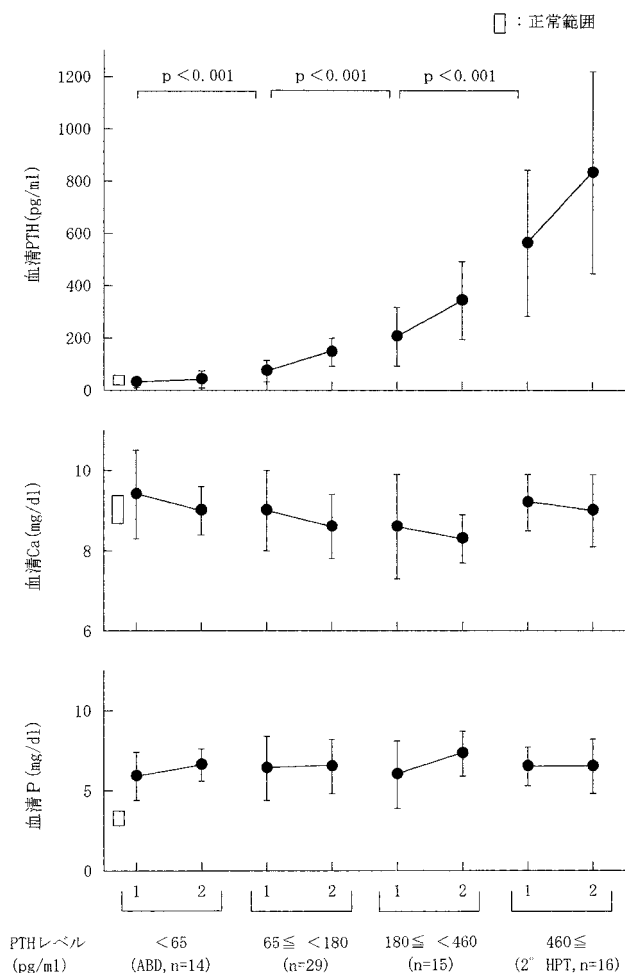 ：正常範囲
p＜0.001 p＜0.001 p＜0.001
血清PTH(pg/ml)
1200
1000
800
600
400
200
0
血清Ca(mg/dl)
10
8
6
血清P(mg/dl)
10
5
0
1 2 1 2 1 2 1 2
PTHレベル ＜65 65≦ ＜180 180≦ ＜460 460≦
(pg/ml) (ABD,n=14) (n=29) (n=15) (2° HPT,n=16)